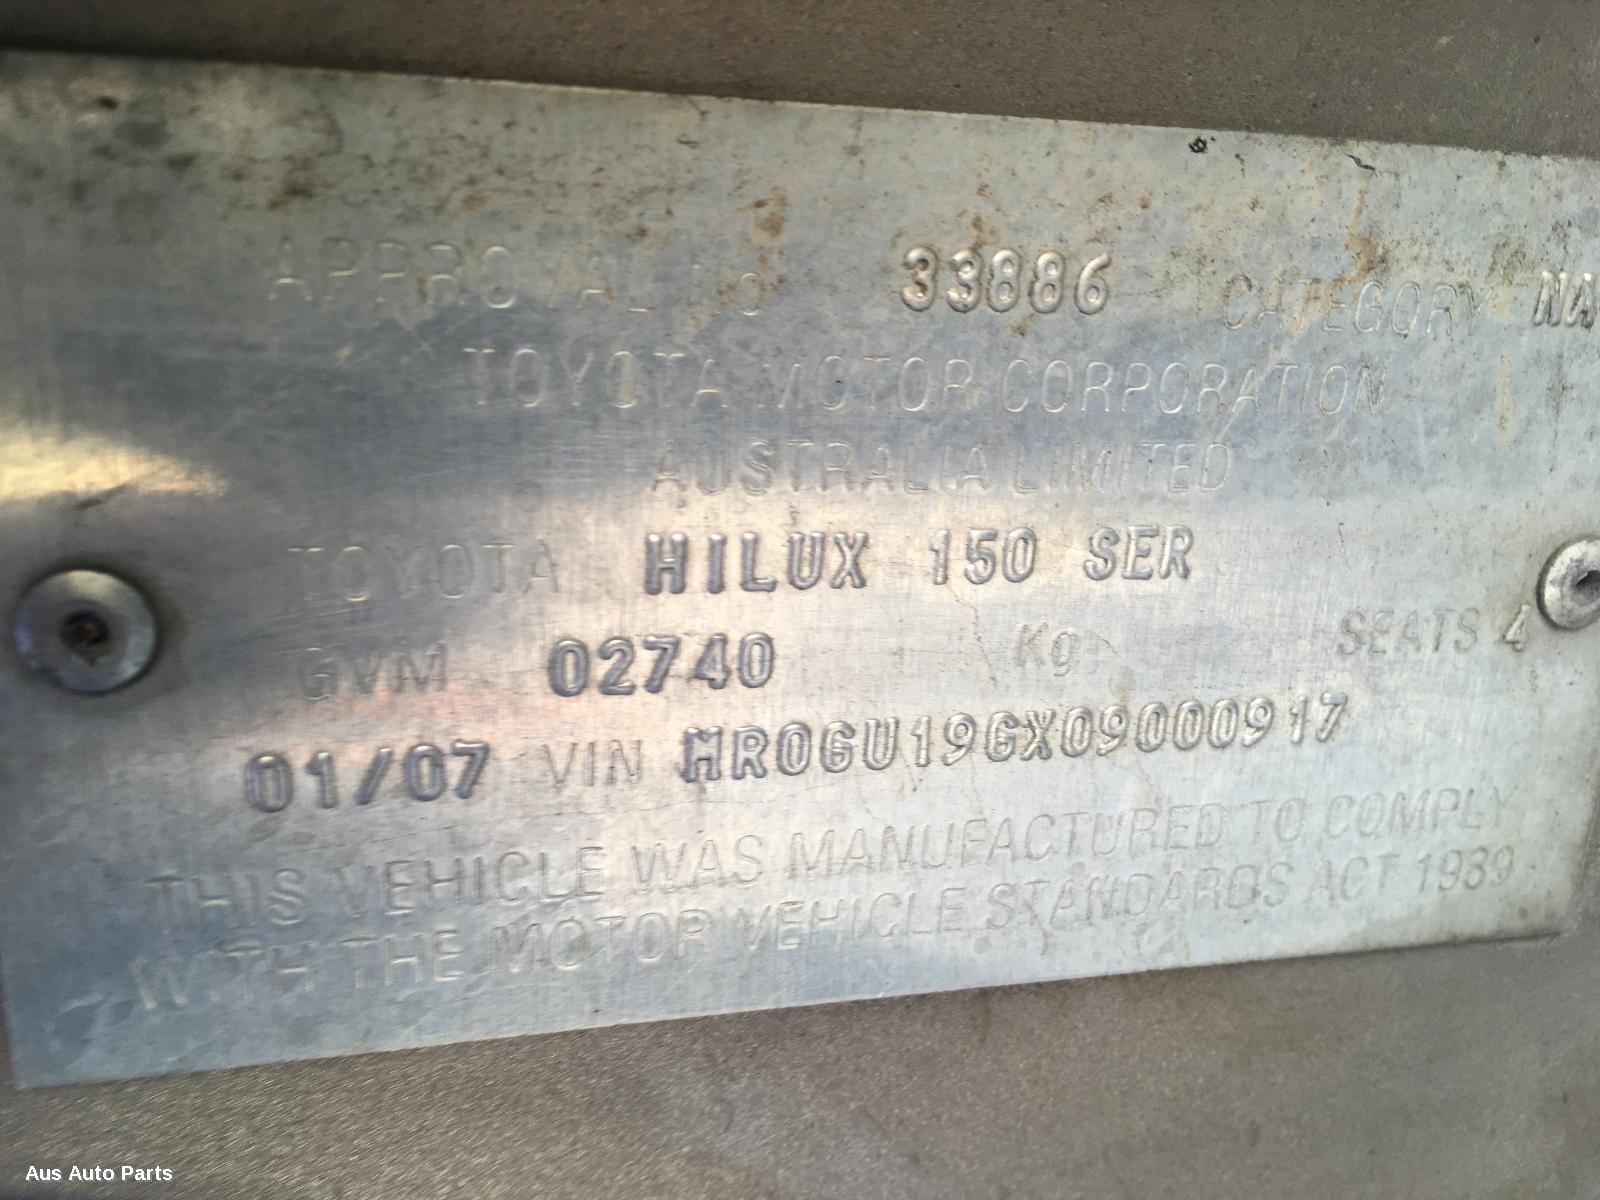 APPROVAL No 33886 CATEGORY NA
TOYOTA MOTOR CORPORATION
AUSTRALIA LIMITED
TOYOTA HILUX 150 SER
GVM 02740 Kg SEATS 4
01/07 VIN MR0GU19GX09000917
THIS VEHICLE WAS MANUFACTURED TO COMPLY
WITH THE MOTOR VEHICLE STANDARDS ACT 1989
Aus Auto Parts